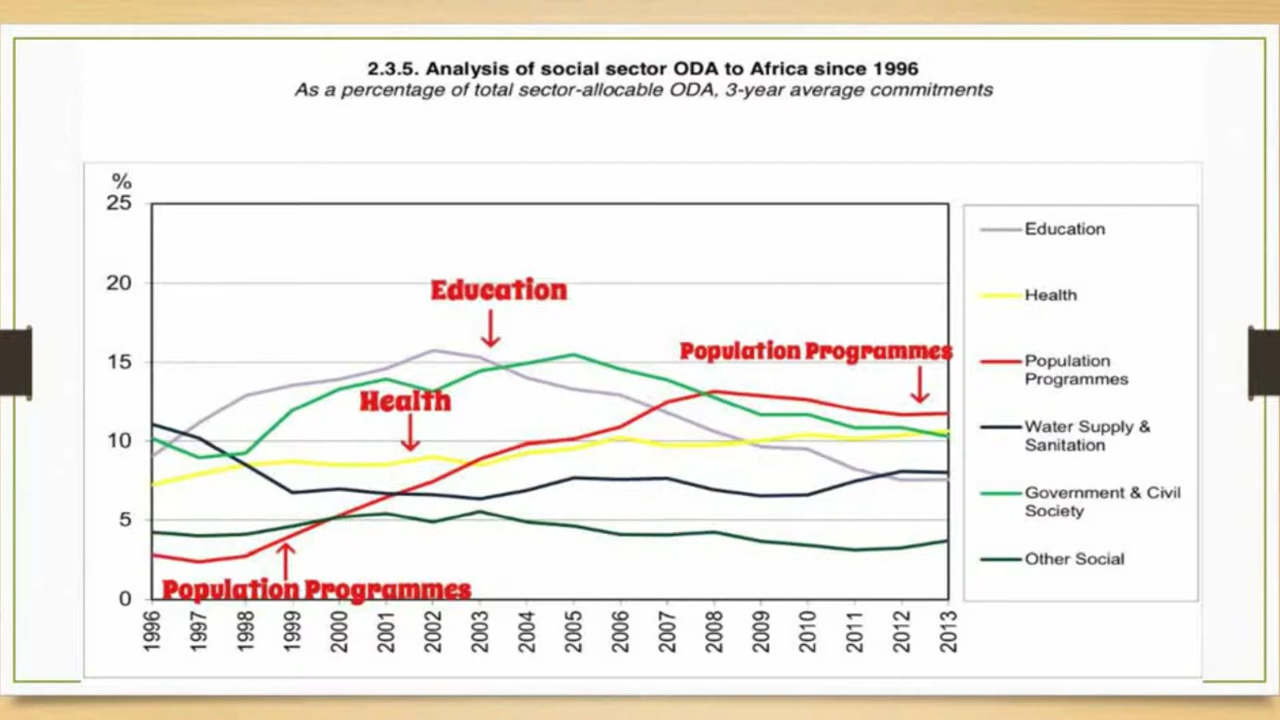 2.3.5. Analysis of social sector ODA to Africa since 1996
As a percentage of total sector-allocable ODA, 3-year average commitments
%
25
20
15
10
5
0
Education
Population Programmes
Health
Population Programmes
1996
1997
1998
1999
2000
2001
2002
2003
2004
2005
2006
2007
2008
2009
2010
2011
2012
2013
Education
Health
Population
Programmes
Water Supply &
Sanitation
Government & Civil
Society
Other Social